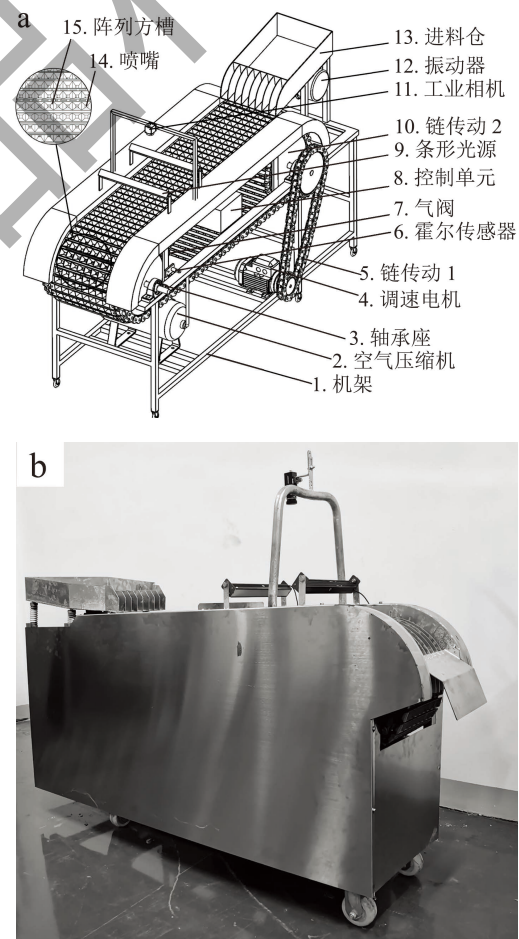 a
15. 阵列方槽
14. 喷嘴
13. 进料仓
12. 振动器
11. 工业相机
10. 链传动 2
9. 条形光源
8. 控制单元
7. 气阀
6. 霍尔传感器
5. 链传动 1
4. 调速电机
3. 轴承座
2. 空气压缩机
1. 机架
b